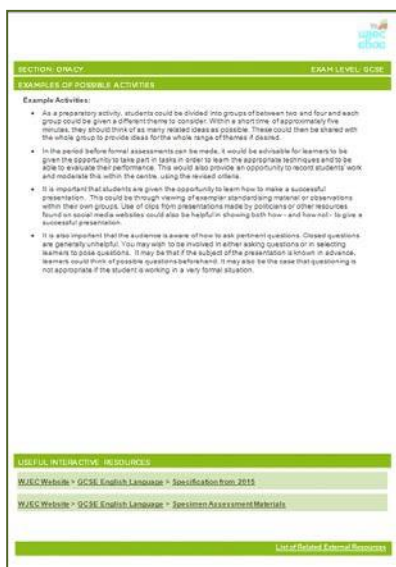 wjec
cbac
SECTION: ORACY
EXAM LEVEL: GCSE
EXAMPLES OF POSSIBLE ACTIVITIES
Example Activities:
• As a preparatory activity, students could be divided into groups of between two and four and each
group could be given a different theme to consider. Within a short time of approximately five
minutes, they should think of as many related ideas as possible. These could then be shared with
the whole group to provide ideas for the whole range of themes if desired.
• In the period before formal assessments can be made, it would be advisable for learners to be
given the opportunity to take part in tasks in order to learn the appropriate techniques and to be
able to evaluate their performance. This would also provide an opportunity to record students' work
and moderate this within the centre, using the revised criteria.
• It is important that students are given the opportunity to learn how to make a successful
presentation. This could be through viewing of exemplar standardising material or observations
within their own groups. Use of clips from presentations made by politicians or other resources
found on social media websites could also be helpful in showing both how - and how not - to give a
successful presentation.
• It is also important that the audience is aware of how to ask pertinent questions. Closed questions
are generally unhelpful. You may wish to be involved in either asking questions or in selecting
learners to pose questions. It may be that if the subject of the presentation is known in advance,
learners could think of possible questions beforehand. It may also be the case that questioning is
not appropriate if the student is working in a very formal situation.
USEFUL INTERACTIVE RESOURCES
WJEC Website > GCSE English Language > Specification from 2015
WJEC Website > GCSE English Language > Specimen Assessment Materials
List of Related External Resources